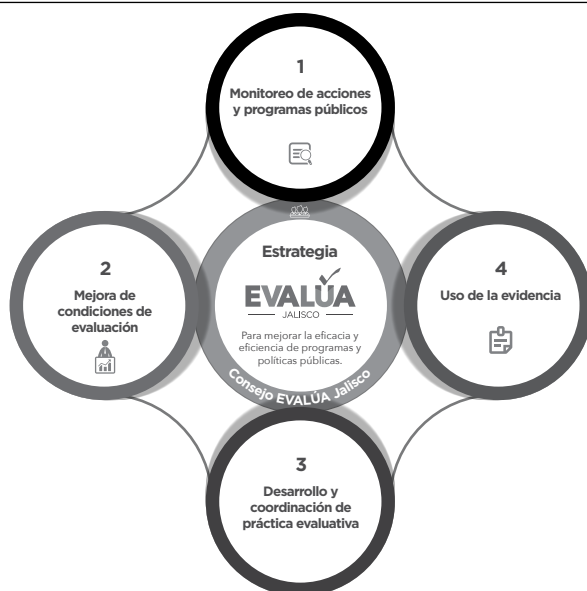 1
Monitoreo de acciones
y programas públicos
2
Mejora de
condiciones de
evaluación
Estrategia
EVALÚA
JALISCO
Para mejorar la eficacia y
eficiencia de programas y
políticas públicas.
Consejo EVALÚA Jalisco
4
Uso de la evidencia
3
Desarrollo y
coordinación de
práctica evaluativa